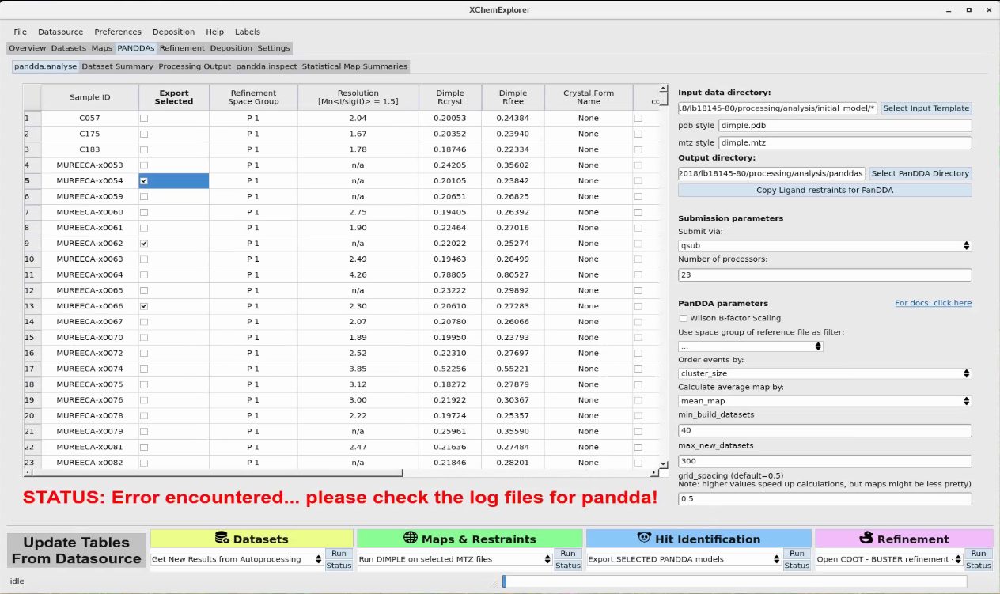 XChemExplorer
File Datasource Preferences Deposition Help Labels
Overview Datasets Maps PANDDAs Refinement Deposition Settings
pandda.analyse Dataset Summary Processing Output pandda.inspect Statistical Map Summaries
Sample ID Export Selected Refinement Space Group Resolution [Mn<I/sig(I)> = 1.5] Dimple Rcryst Dimple Rfree Crystal Form Name co
1 C057 P 1 2.04 0.20053 0.24384 None
2 C175 P 1 1.67 0.20352 0.23940 None
3 C183 P 1 1.78 0.18746 0.22334 None
4 MUREECA-x0053 P 1 n/a 0.24205 0.35602 None
5 MUREECA-x0054 P 1 n/a 0.20105 0.23842 None
6 MUREECA-x0059 P 1 n/a 0.20651 0.26825 None
7 MUREECA-x0060 P 1 2.75 0.19405 0.26392 None
8 MUREECA-x0061 P 1 1.90 0.22464 0.27016 None
9 MUREECA-x0062 P 1 n/a 0.22022 0.25274 None
10 MUREECA-x0063 P 1 2.49 0.19463 0.28499 None
11 MUREECA-x0064 P 1 4.26 0.78805 0.80527 None
12 MUREECA-x0065 P 1 n/a 0.23222 0.29892 None
13 MUREECA-x0066 P 1 2.30 0.20610 0.27283 None
14 MUREECA-x0067 P 1 2.07 0.20780 0.26066 None
15 MUREECA-x0070 P 1 1.89 0.19950 0.23793 None
16 MUREECA-x0072 P 1 2.52 0.22310 0.27697 None
17 MUREECA-x0074 P 1 3.85 0.52256 0.55221 None
18 MUREECA-x0075 P 1 3.12 0.18272 0.27879 None
19 MUREECA-x0076 P 1 3.00 0.21922 0.30367 None
20 MUREECA-x0078 P 1 2.22 0.19724 0.25357 None
21 MUREECA-x0079 P 1 n/a 0.25961 0.35590 None
22 MUREECA-x0081 P 1 2.47 0.21636 0.27484 None
23 MUREECA-x0082 P 1 n/a 0.21846 0.28201 None
STATUS: Error encountered... please check the log files for pandda!
Input data directory:
18/lb18145-80/processing/analysis/initial_model/* Select Input Template
pdb style dimple.pdb
mtz style dimple.mtz
Output directory:
2018/lb18145-80/processing/analysis/panddas Select PanDDA Directory
Copy Ligand restraints for PanDDA
Submission parameters
Submit via:
qsub
Number of processors:
23
PanDDA parameters For docs: click here
Wilson B-factor Scaling
Use space group of reference file as filter:
...
Order events by:
cluster_size
Calculate average map by:
mean_map
min_build_datasets
40
max_new_datasets
300
grid_spacing (default=0.5)
Note: higher values speed up calculations, but maps might be less pretty)
0.5
Update Tables
From Datasource
Datasets
Get New Results from Autoprocessing Run
Status
Maps & Restraints
Run DIMPLE on selected MTZ files Run
Status
Hit Identification
Export SELECTED PANDDA models Run
Status
Refinement
Open COOT - BUSTER refinement - Run
Status
idle